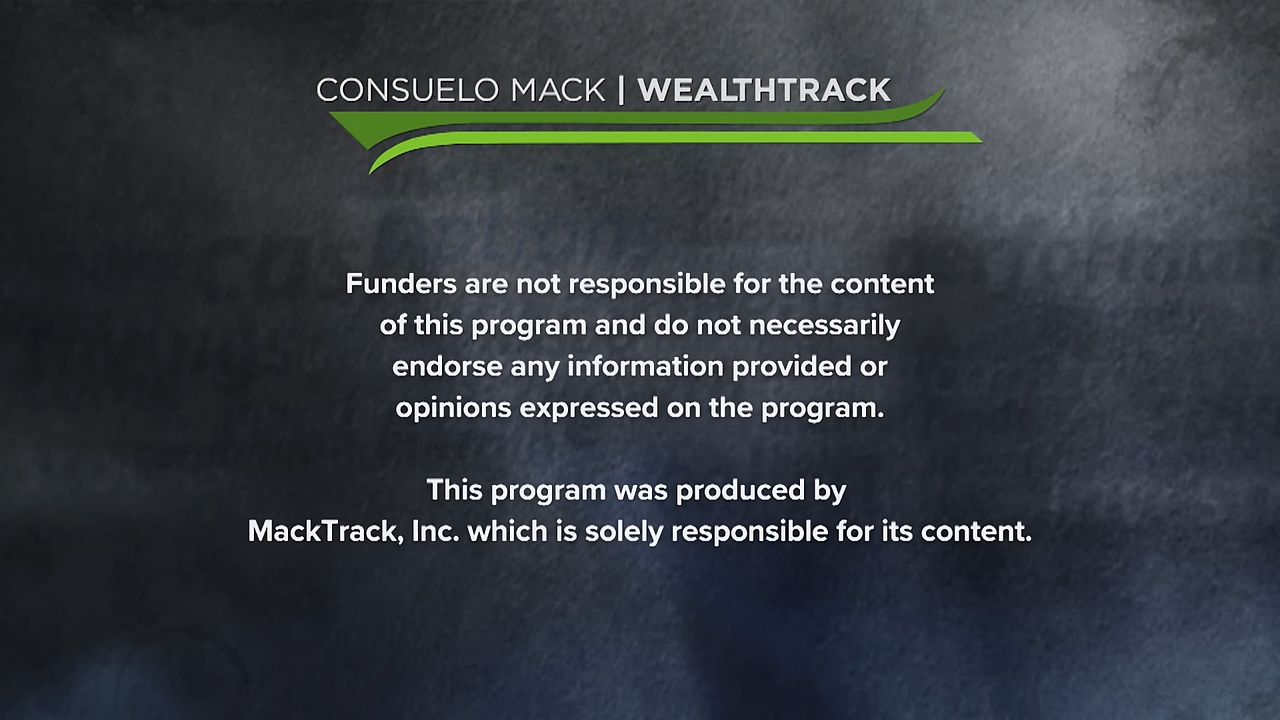 CONSUELO MACK | WEALTHTRACK
Funders are not responsible for the content
of this program and do not necessarily
endorse any information provided or
opinions expressed on the program.
This program was produced by
MackTrack, Inc. which is solely responsible for its content.